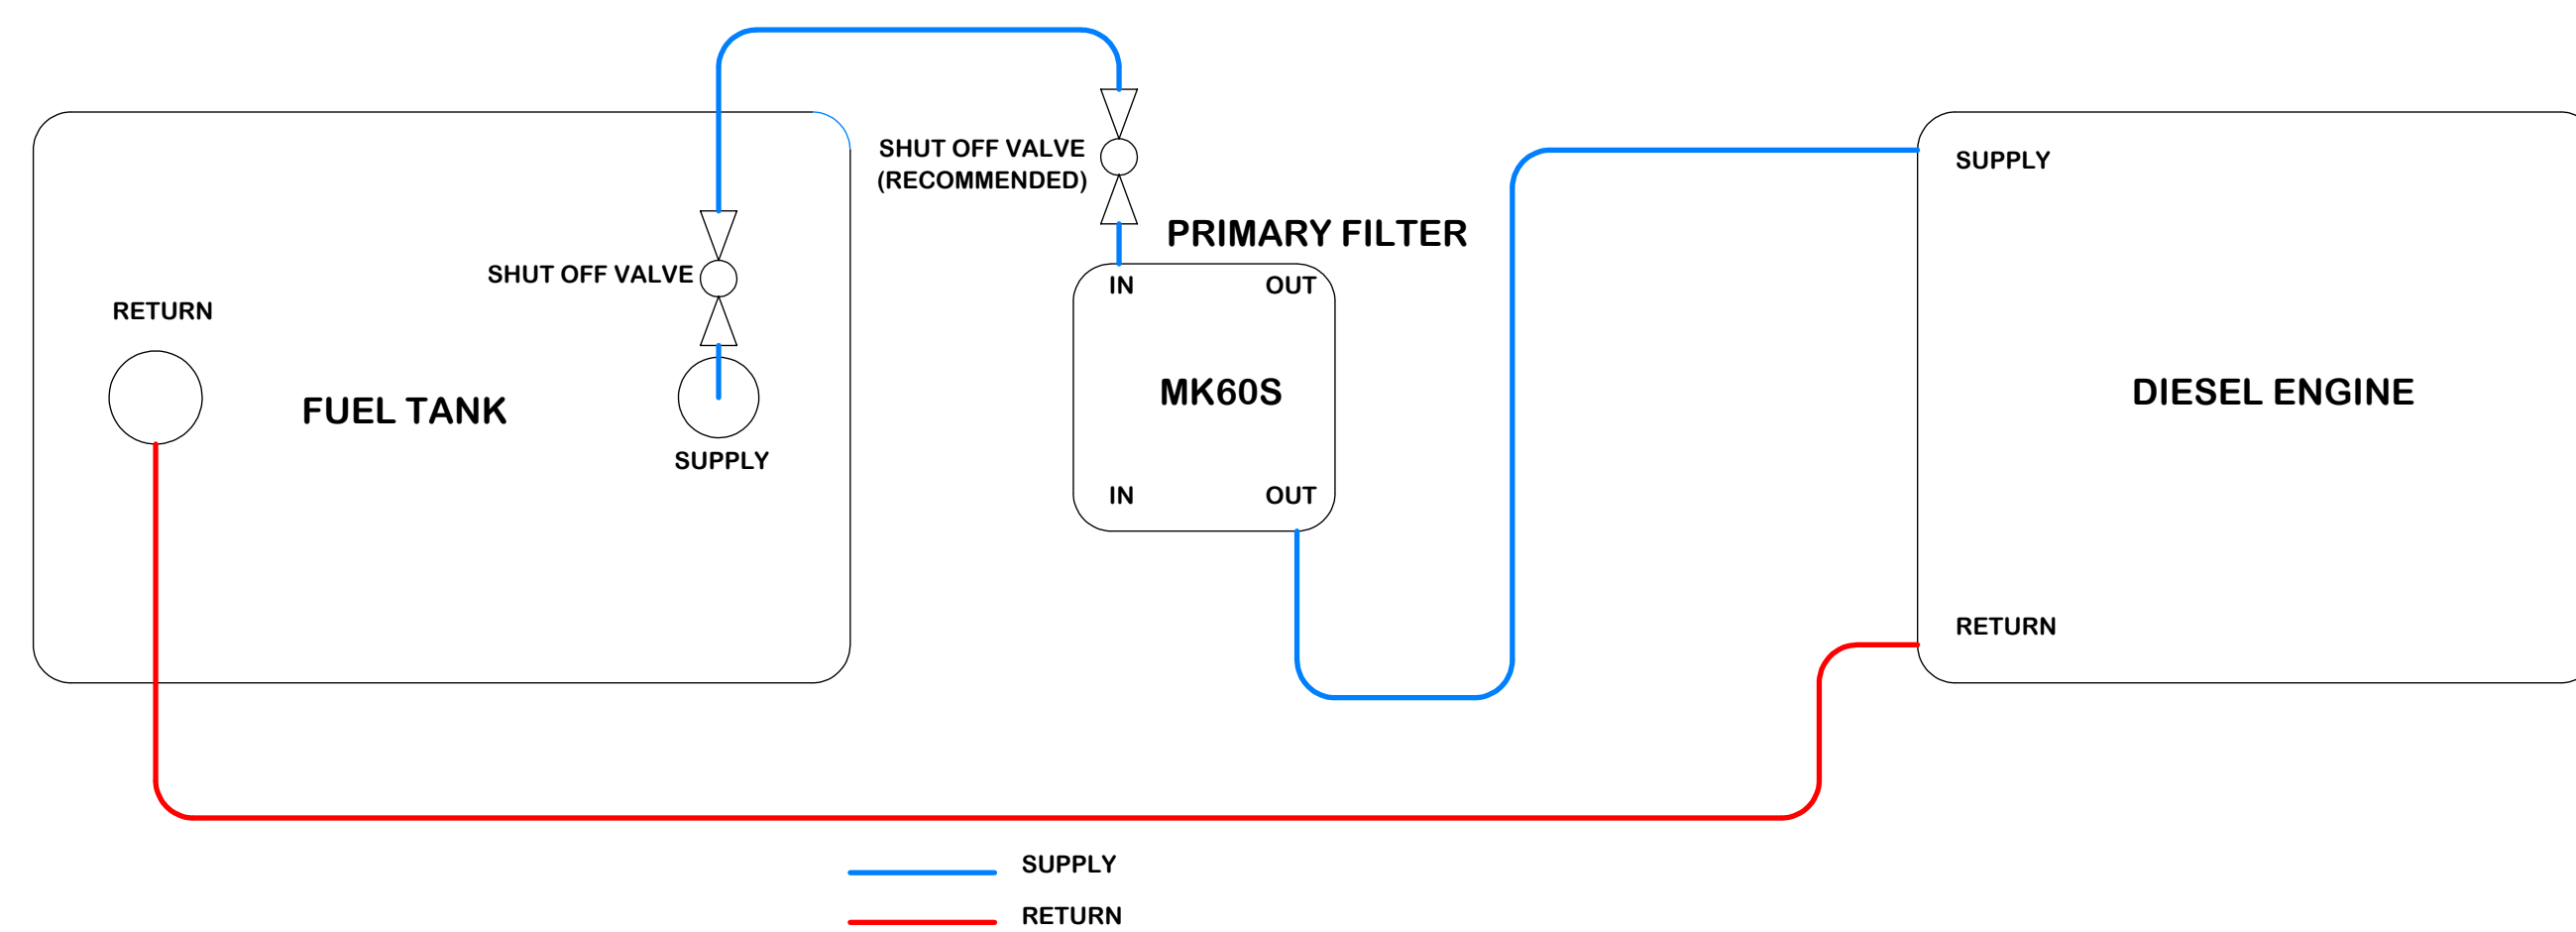 SHUT OFF VALVE
(RECOMMENDED)
SUPPLY
PRIMARY FILTER
SHUT OFF VALVE
IN OUT
RETURN
MK60S
DIESEL ENGINE
FUEL TANK
SUPPLY
IN OUT
RETURN
SUPPLY
RETURN